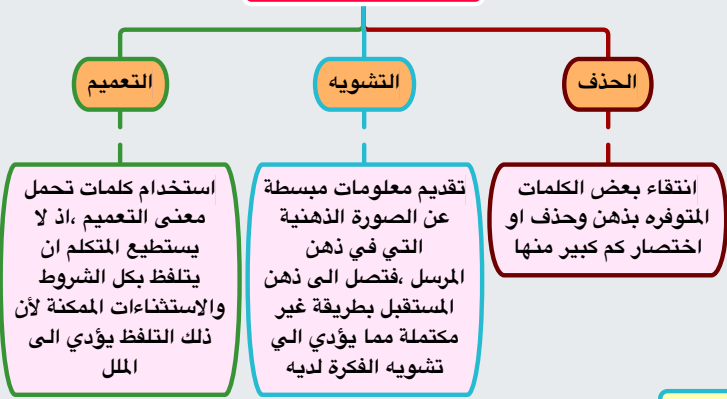 الحذف
التشويه
التعميم
انتقاء بعض الكلمات
المتوفره بذهن وحذف او
اختصار كم كبير منها
تقديم معلومات مبسطة
عن الصورة الذهنية
التي في ذهن
المرسل ،فتصل الى ذهن
المستقبل بطريقة غير
مكتملة مما يؤدي الي
تشويه الفكرة لديه
استخدام كلمات تحمل
معنى التعميم ،اذ لا
يستطيع المتكلم ان
يتلفظ بكل الشروط
والاستثناءات الممكنة لأن
ذلك التلفظ يؤدي الى
الملل